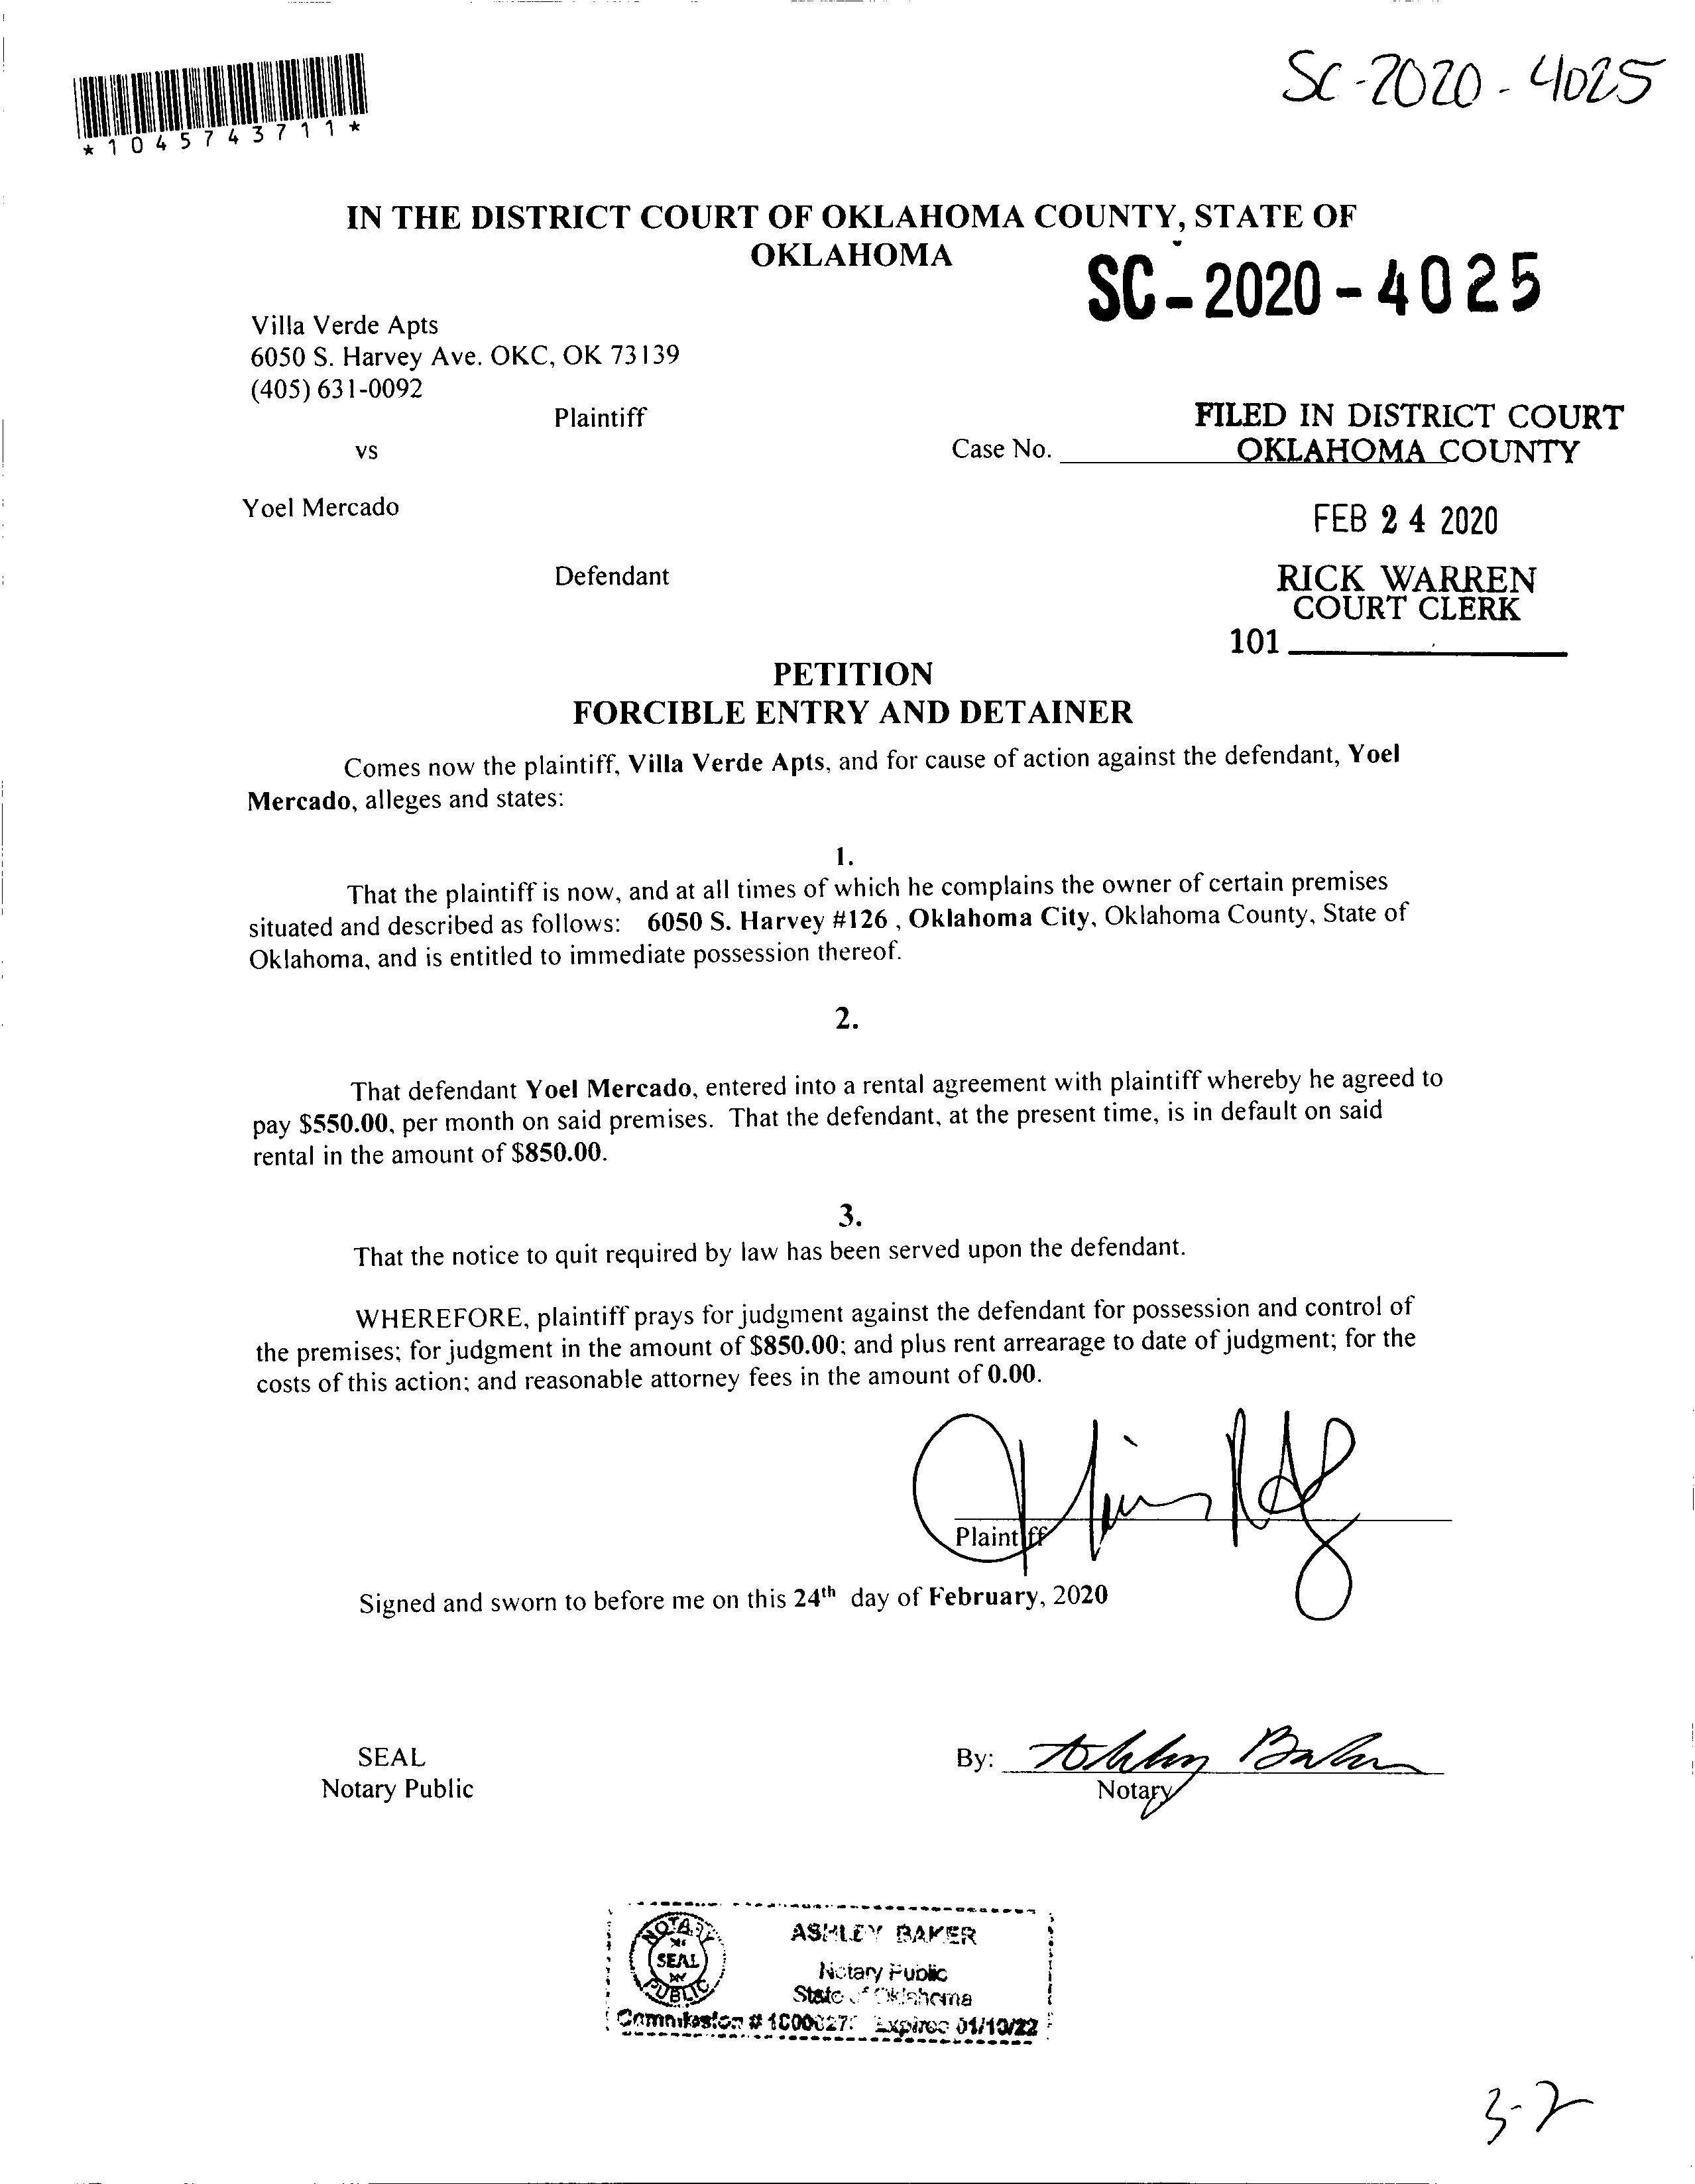 SC-2020-4025
*1045743711*
IN THE DISTRICT COURT OF OKLAHOMA COUNTY, STATE OF
OKLAHOMA
SC-2020-4025
Villa Verde Apts
6050 S. Harvey Ave. OKC, OK 73139
(405) 631-0092
Plaintiff
FILED IN DISTRICT COURT
vs
Case No.
OKLAHOMA COUNTY
Yoel Mercado
FEB 24 2020
Defendant
RICK WARREN
COURT CLERK
101
PETITION
FORCIBLE ENTRY AND DETAINER
Comes now the plaintiff, Villa Verde Apts, and for cause of action against the defendant, Yoel
Mercado, alleges and states:
1.
That the plaintiff is now, and at all times of which he complains the owner of certain premises
situated and described as follows: 6050 S. Harvey #126 , Oklahoma City, Oklahoma County, State of
Oklahoma, and is entitled to immediate possession thereof.
2.
That defendant Yoel Mercado, entered into a rental agreement with plaintiff whereby he agreed to
pay $550.00, per month on said premises. That the defendant, at the present time, is in default on said
rental in the amount of $850.00.
3.
That the notice to quit required by law has been served upon the defendant.
WHEREFORE, plaintiff prays for judgment against the defendant for possession and control of
the premises; for judgment in the amount of $850.00; and plus rent arrearage to date of judgment; for the
costs of this action; and reasonable attorney fees in the amount of 0.00.
Plaintiff
Signed and sworn to before me on this 24th day of February, 2020
SEAL
By: Ashley Baker
Notary Public
Notary
NOTARY
SEAL
PUBLIC
ASHLEY BAKER
Notary Public
State of Oklahoma
Commission # Expires 01/10/22
3-2